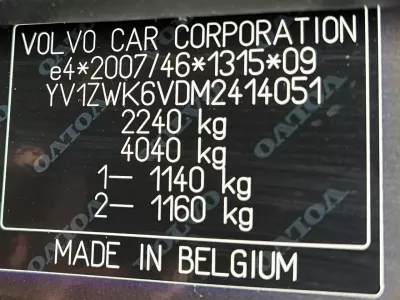 VOLVO CAR CORPORATION
e4*2007/46*1315*09
YV1ZWK6VDM2414051
2240 kg
4040 kg
1– 1140 kg
2– 1160 kg
MADE IN BELGIUM